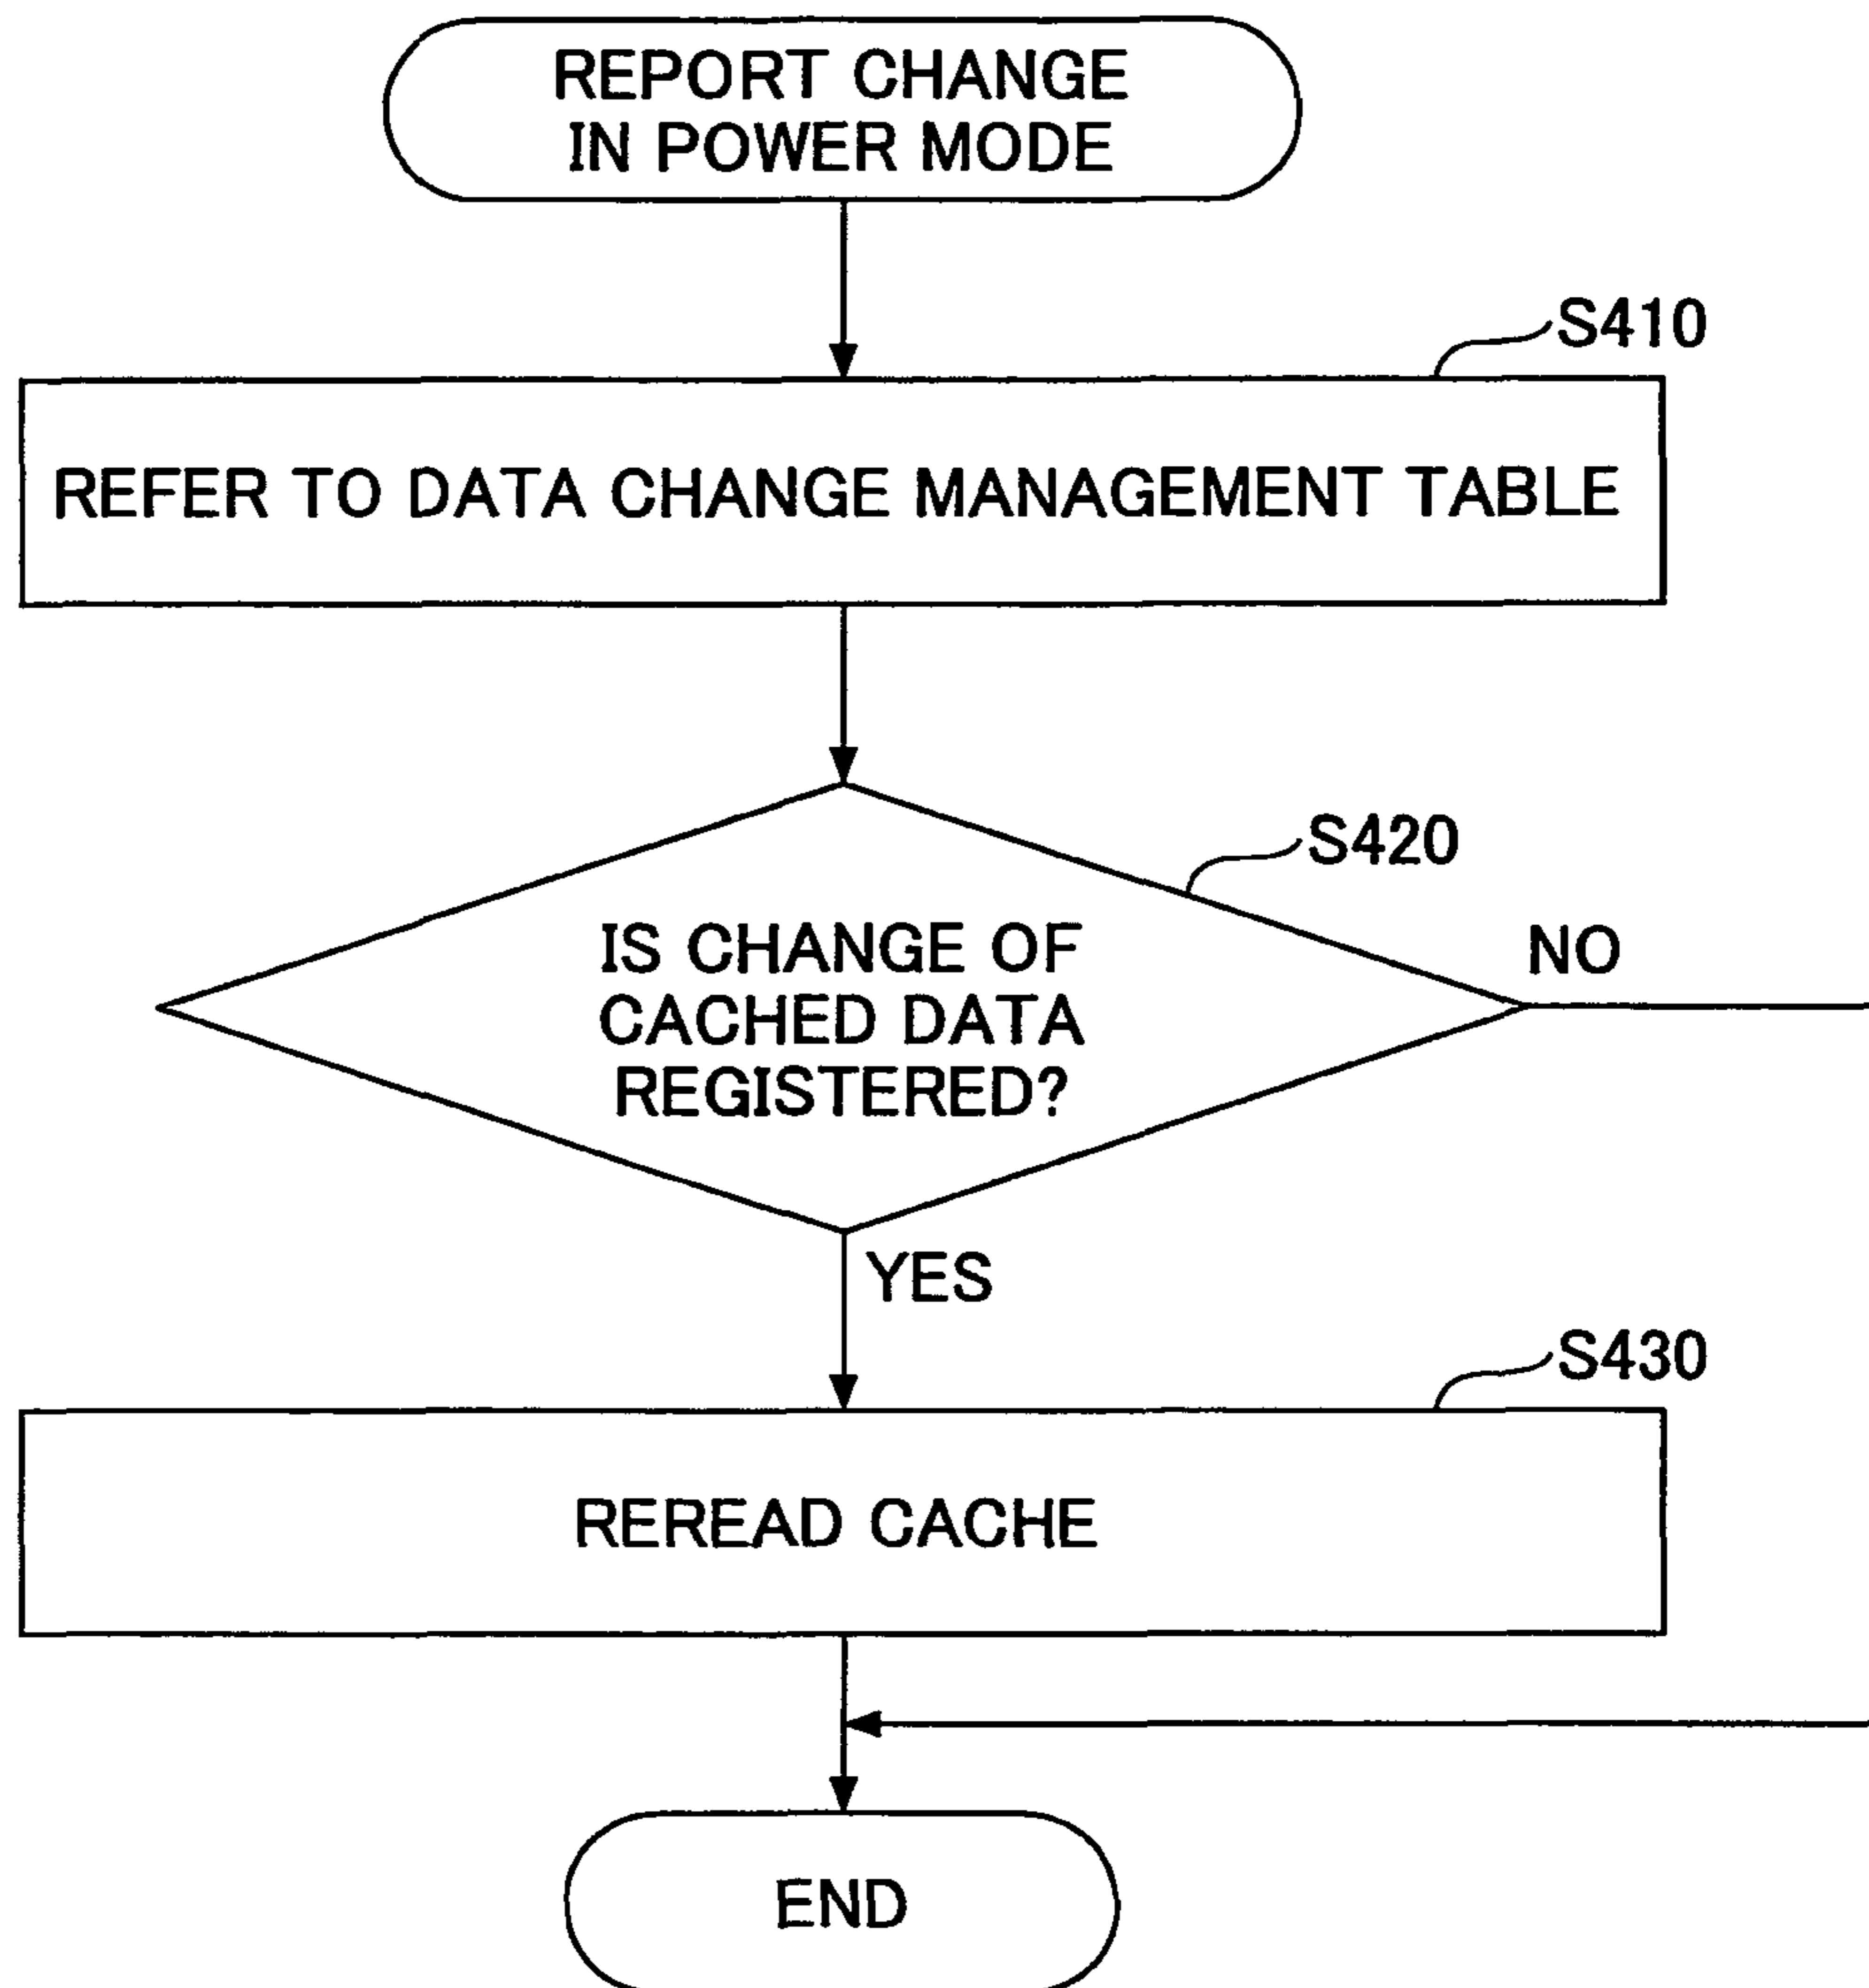 REPORT CHANGE
IN POWER MODE
S410
REFER TO DATA CHANGE MANAGEMENT TABLE
S420
IS CHANGE OF
CACHED DATA
REGISTERED?
NO
YES
S430
REREAD CACHE
END